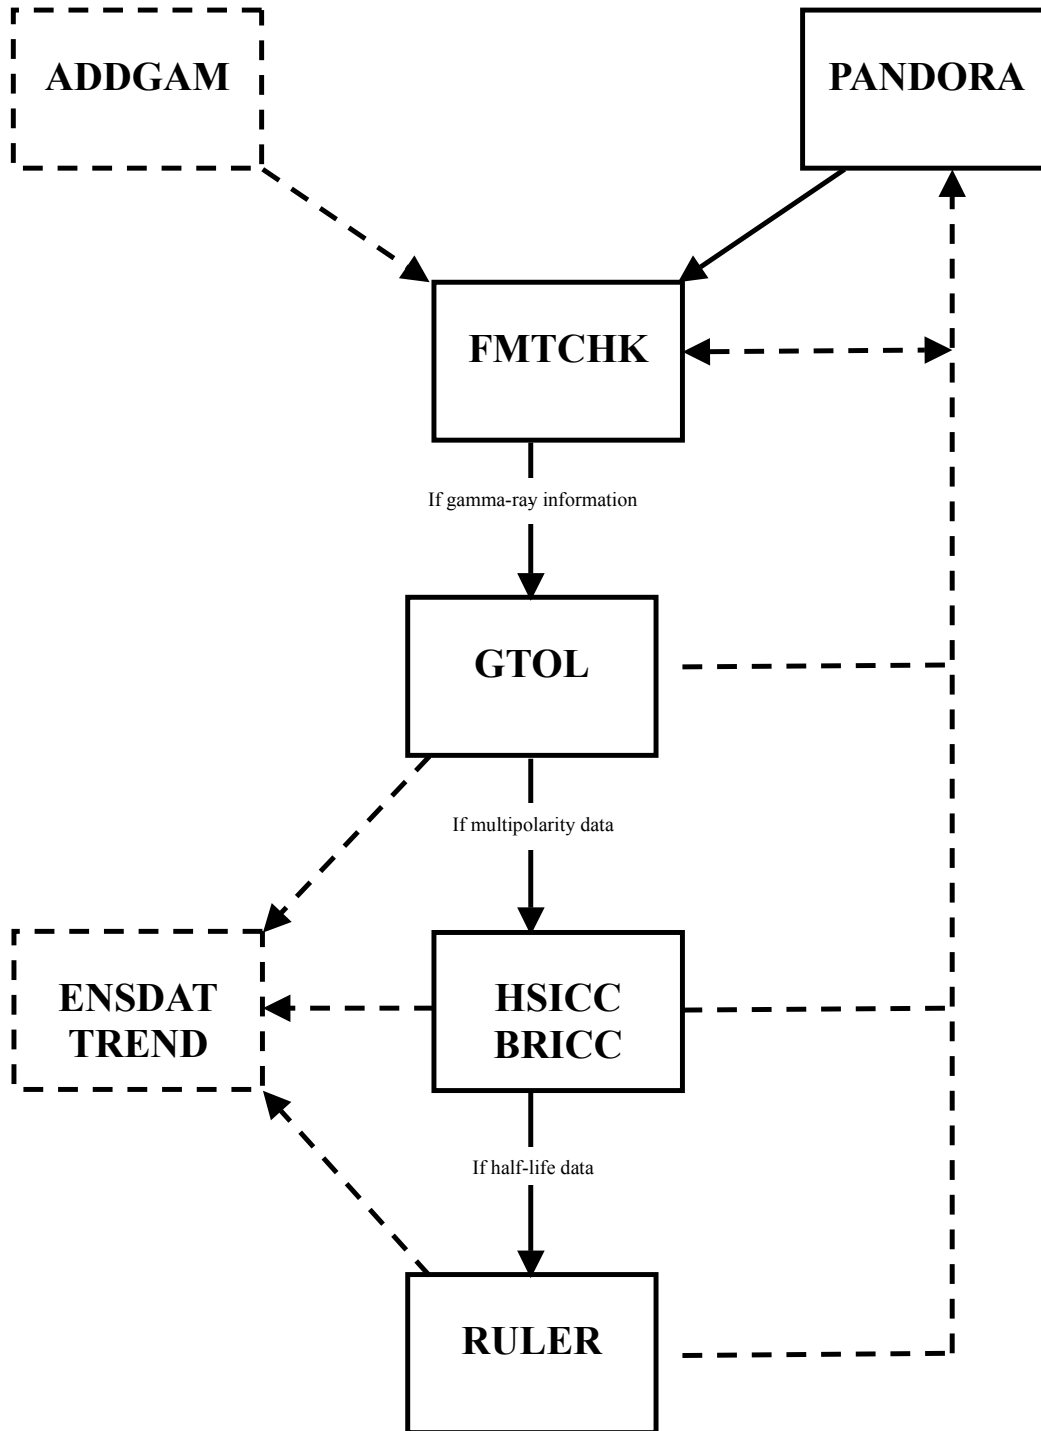 ADDGAM
PANDORA
FMTCHK
If gamma-ray information
GTOL
If multipolarity data
ENSDAT
TREND
HSICC
BRICC
If half-life data
RULER